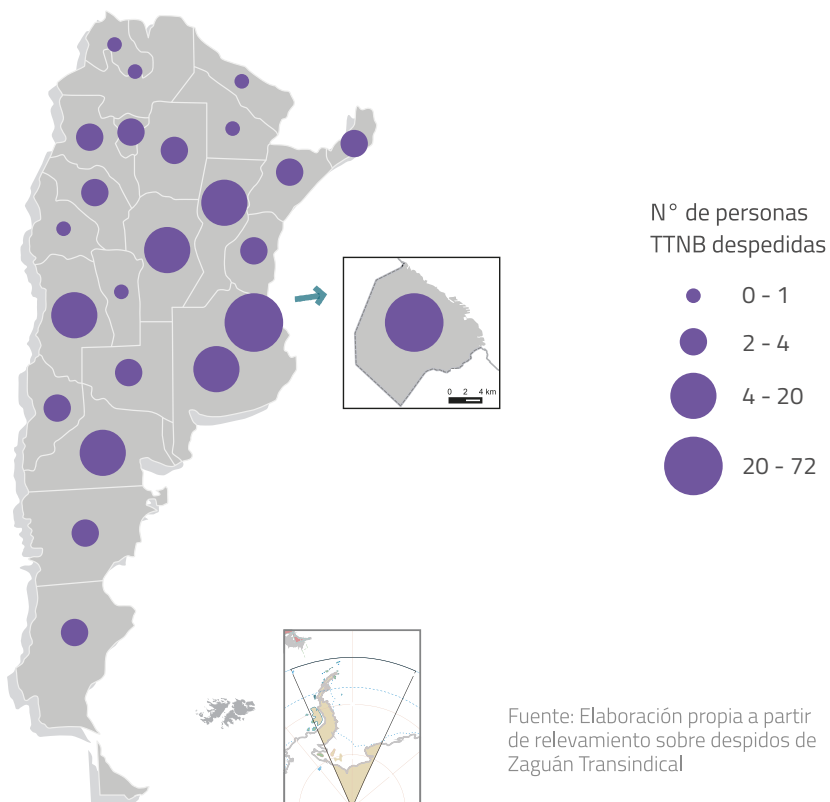 N° de personas
TTNB despedidas
0 - 1
2 - 4
4 - 20
20 - 72
0 2 4 km
Fuente: Elaboración propia a partir
de relevamiento sobre despidos de
Zaguán Transindical